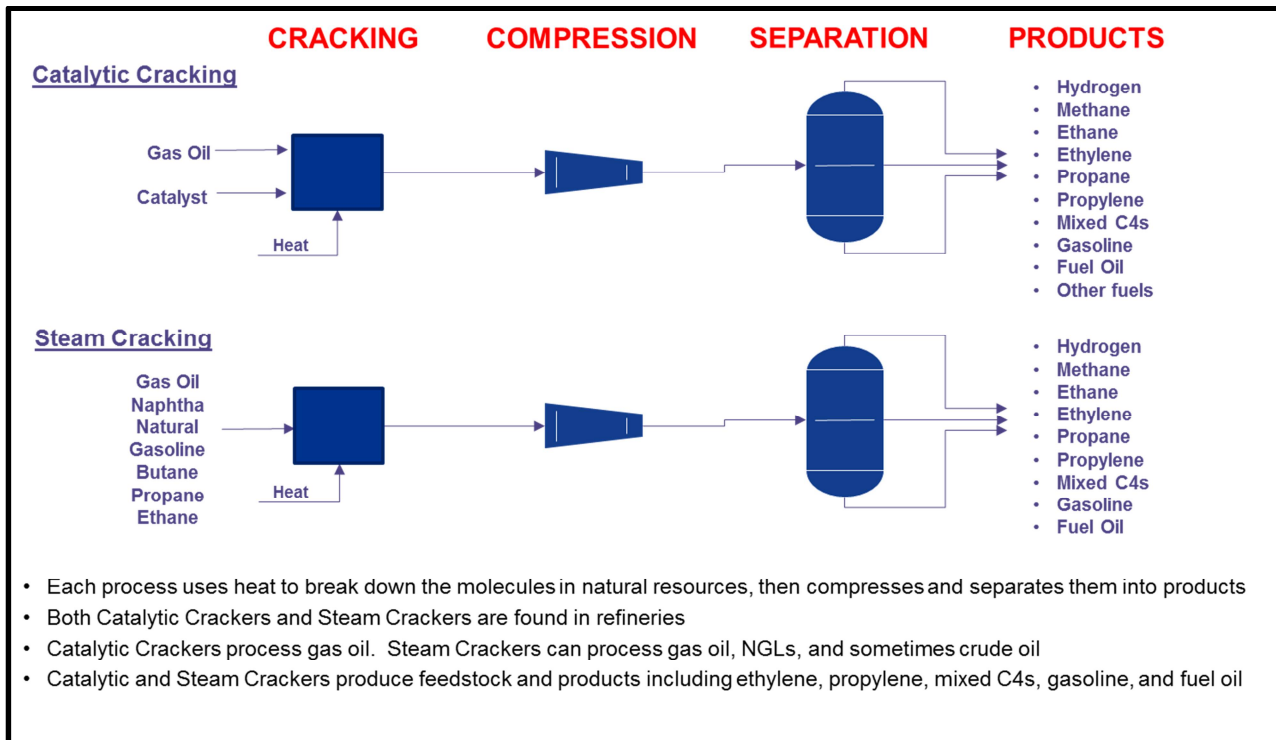 CRACKING COMPRESSION SEPARATION PRODUCTS
Catalytic Cracking
Gas Oil
Catalyst
Heat
• Hydrogen
• Methane
• Ethane
• Ethylene
• Propane
• Propylene
• Mixed C4s
• Gasoline
• Fuel Oil
• Other fuels
Steam Cracking
Gas Oil
Naphtha
Natural
Gasoline
Butane
Propane
Ethane
Heat
• Hydrogen
• Methane
• Ethane
• Ethylene
• Propane
• Propylene
• Mixed C4s
• Gasoline
• Fuel Oil
• Each process uses heat to break down the molecules in natural resources, then compresses and separates them into products
• Both Catalytic Crackers and Steam Crackers are found in refineries
• Catalytic Crackers process gas oil. Steam Crackers can process gas oil, NGLs, and sometimes crude oil
• Catalytic and Steam Crackers produce feedstock and products including ethylene, propylene, mixed C4s, gasoline, and fuel oil